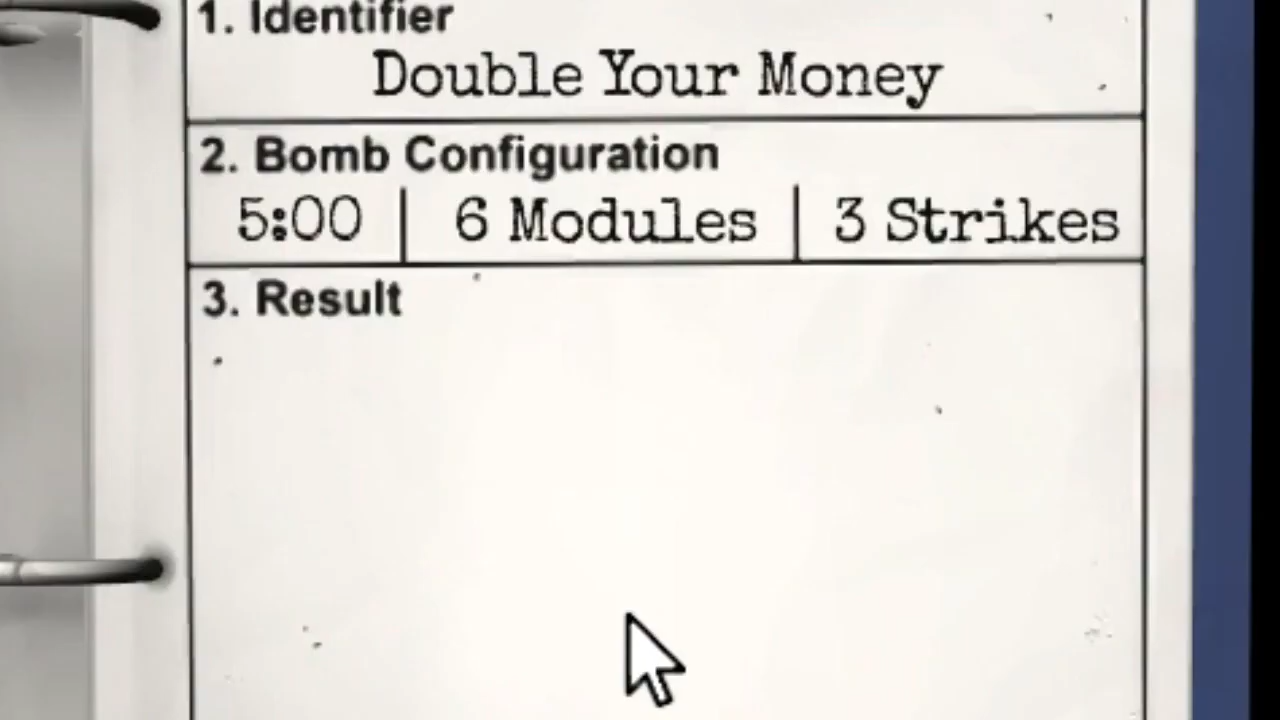 1. Identifier
Double Your Money
2. Bomb Configuration
5:00 | 6 Modules | 3 Strikes
3. Result